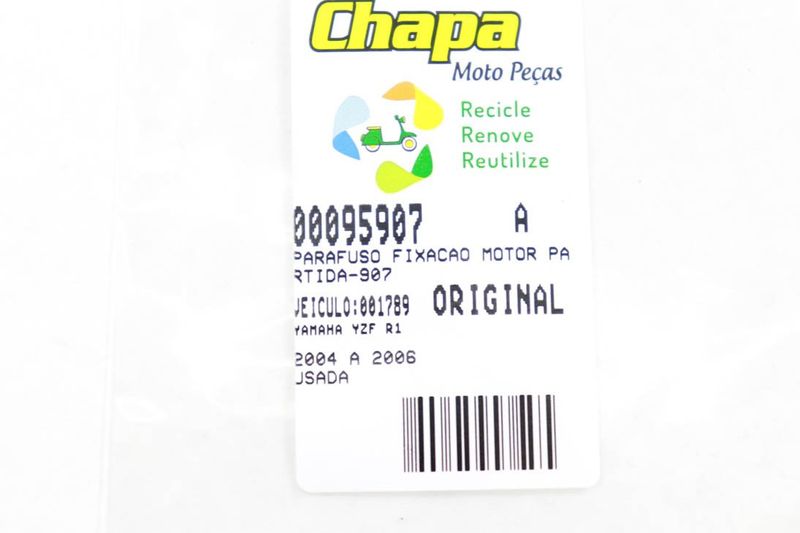 Chapa
Moto Peças
Recicle
Renove
Reutilize
00095907 A
PARAFUSO FIXACAO MOTOR PA
RTIDA-907
VEICULO:001789 ORIGINAL
YAMAHA YZF R1
2004 A 2006
USADA